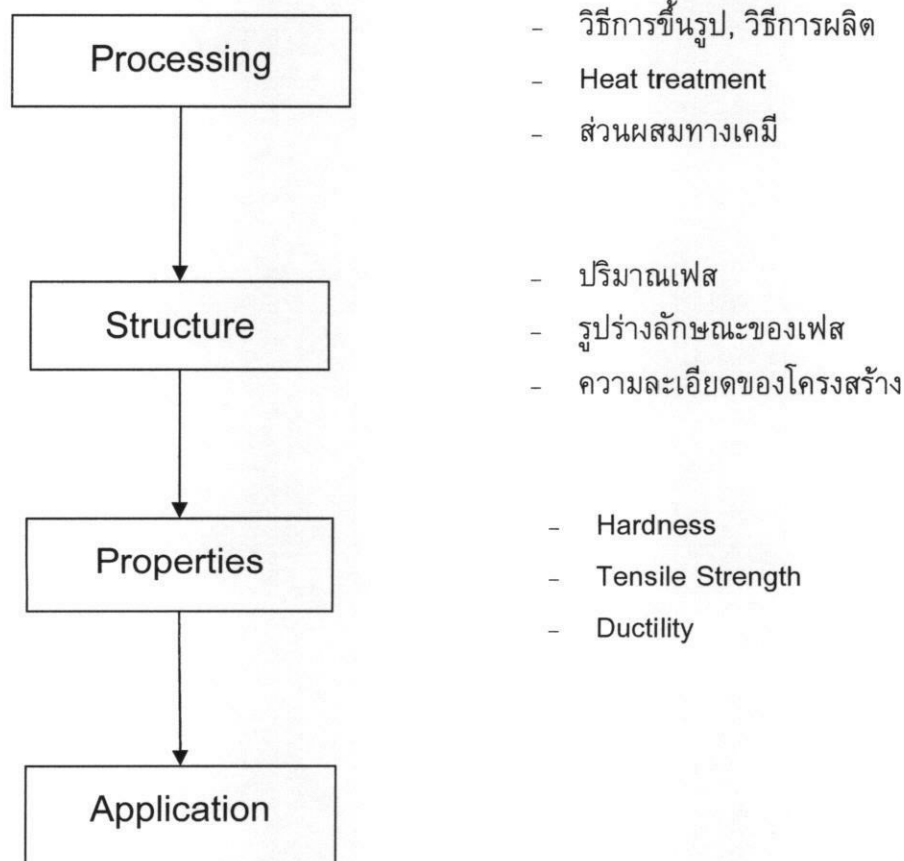 Processing
- วิธีการขึ้นรูป, วิธีการผลิต
- Heat treatment
- ส่วนผสมทางเคมี
Structure
- ปริมาณเฟส
- รูปร่างลักษณะของเฟส
- ความละเอียดของโครงสร้าง
Properties
- Hardness
- Tensile Strength
- Ductility
Application